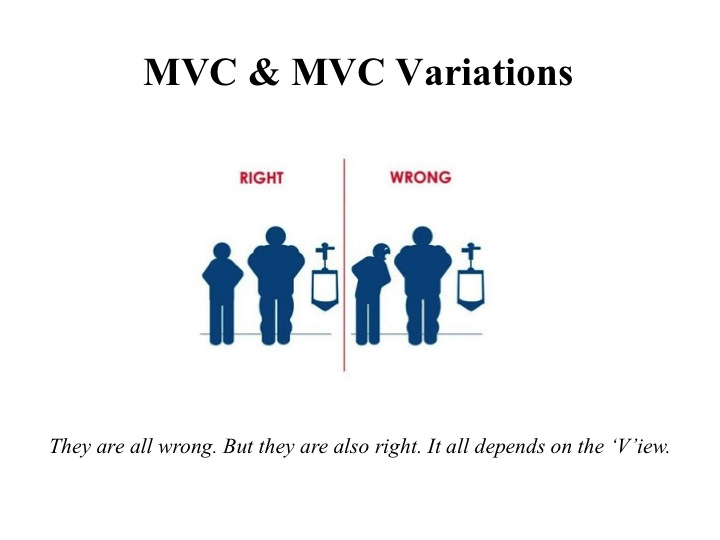 MVC & MVC Variations
RIGHT
WRONG
They are all wrong. But they are also right. It all depends on the ‘V’iew.